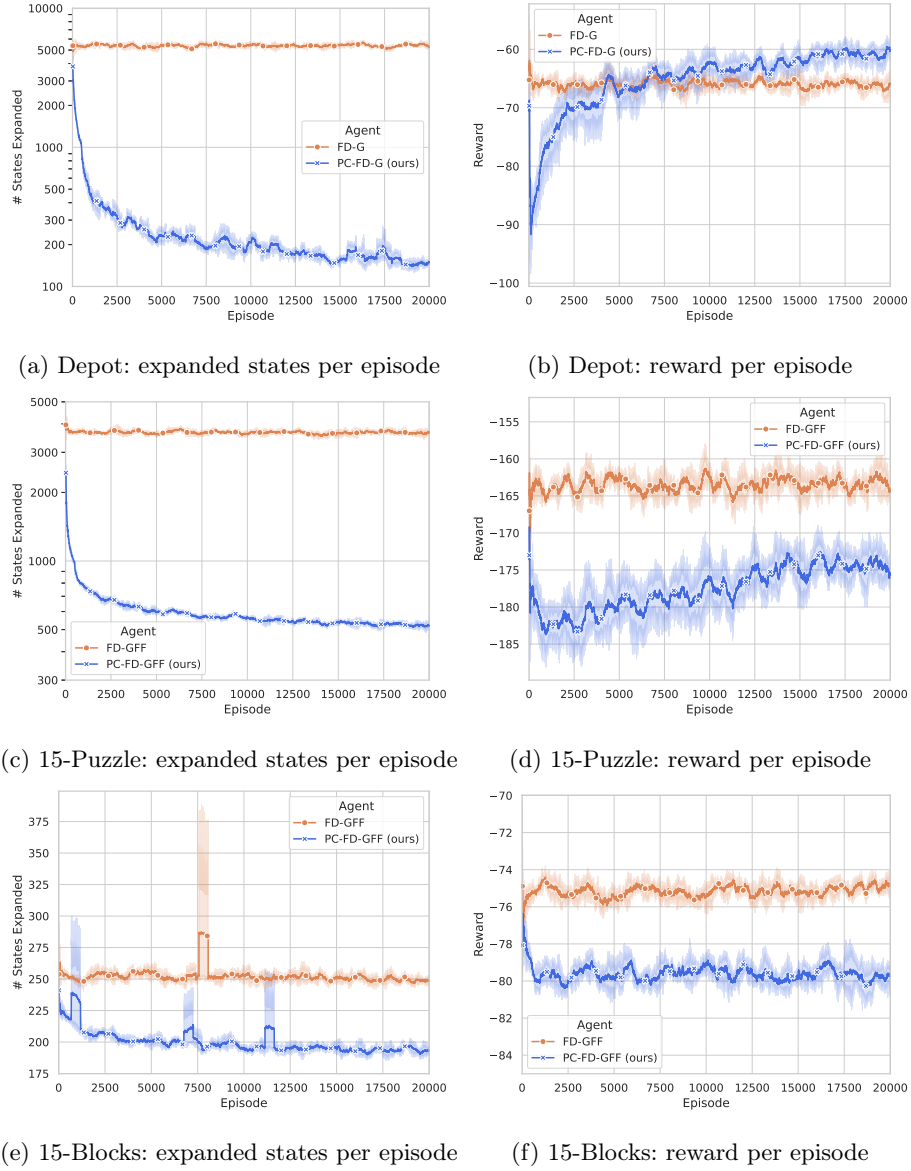 10000
5000
3000
1000
500
300
200
100
# States Expanded
Agent
FD-G
PC-FD-G (ours)
0 2500 5000 7500 10000 12500 15000 17500 20000
Episode
(a) Depot: expanded states per episode
−60
−70
−80
−90
−100
Reward
Agent
FD-G
PC-FD-G (ours)
0 2500 5000 7500 10000 12500 15000 17500 20000
Episode
(b) Depot: reward per episode
5000
3000
2000
1000
500
300
# States Expanded
Agent
FD-GFF
PC-FD-GFF (ours)
0 2500 5000 7500 10000 12500 15000 17500 20000
Episode
(c) 15-Puzzle: expanded states per episode
−155
−160
−165
−170
−175
−180
−185
Reward
Agent
FD-GFF
PC-FD-GFF (ours)
0 2500 5000 7500 10000 12500 15000 17500 20000
Episode
(d) 15-Puzzle: reward per episode
375
350
325
300
275
250
225
200
175
# States Expanded
Agent
FD-GFF
PC-FD-GFF (ours)
0 2500 5000 7500 10000 12500 15000 17500 20000
Episode
(e) 15-Blocks: expanded states per episode
−70
−72
−74
−76
−78
−80
−82
−84
Reward
Agent
FD-GFF
PC-FD-GFF (ours)
0 2500 5000 7500 10000 12500 15000 17500 20000
Episode
(f) 15-Blocks: reward per episode